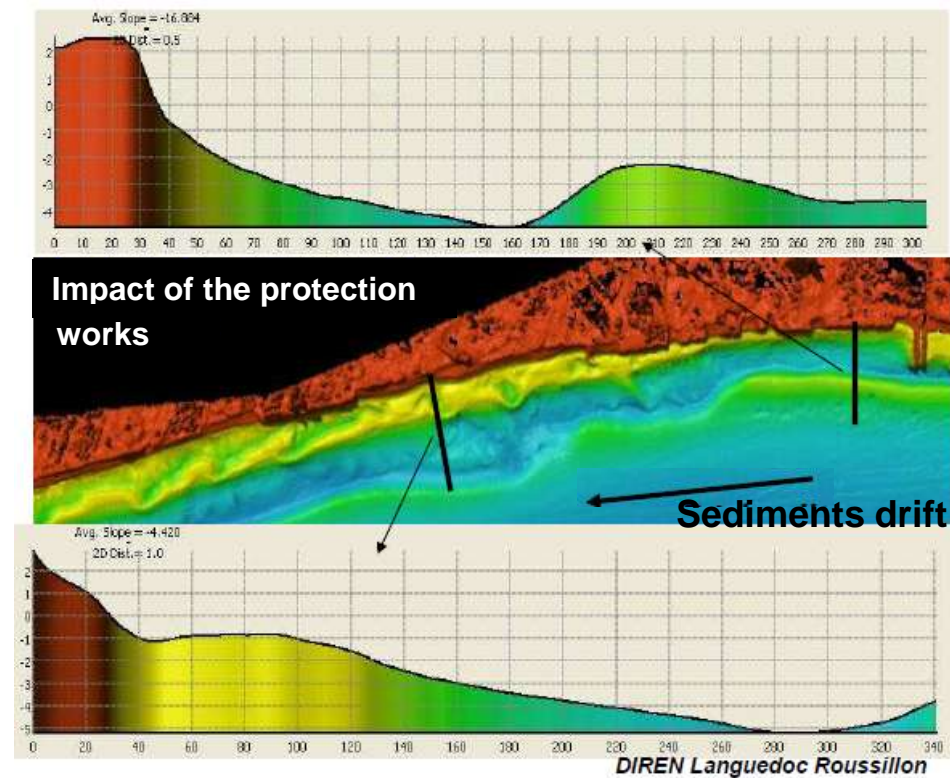 Avg. Slope = -16.884
2D Dist. = 0.5
2
1
0
-1
-2
-3
-4
0 10 20 30 40 50 60 70 80 90 100 110 120 130 140 150 160 170 180 190 200 210 220 230 240 250 260 270 280 290 300
Impact of the protection
works
Sediments drift
Avg. Slope = -4.420
2D Dist. = 1.0
2
1
0
-1
-2
-3
-4
-5
0 20 40 60 80 100 120 140 160 180 200 220 240 260 280 300 320 340
DIREN Languedoc Roussillon